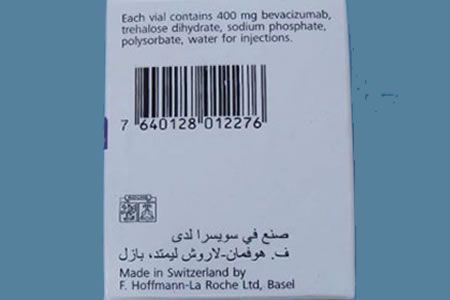 Each vial contains 400 mg bevacizumab,
trehalose dihydrate, sodium phosphate,
polysorbate, water for injections.
7 640128 012276
صنع في سويسرا لدى
ف. هوفمان-لاروش ليمتد، بازل
Made in Switzerland by
F. Hoffmann-La Roche Ltd, Basel